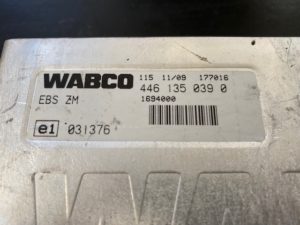 WABCO
115 11/09 177016
446 135 039 0
EBS ZM
1694000
e1 031376